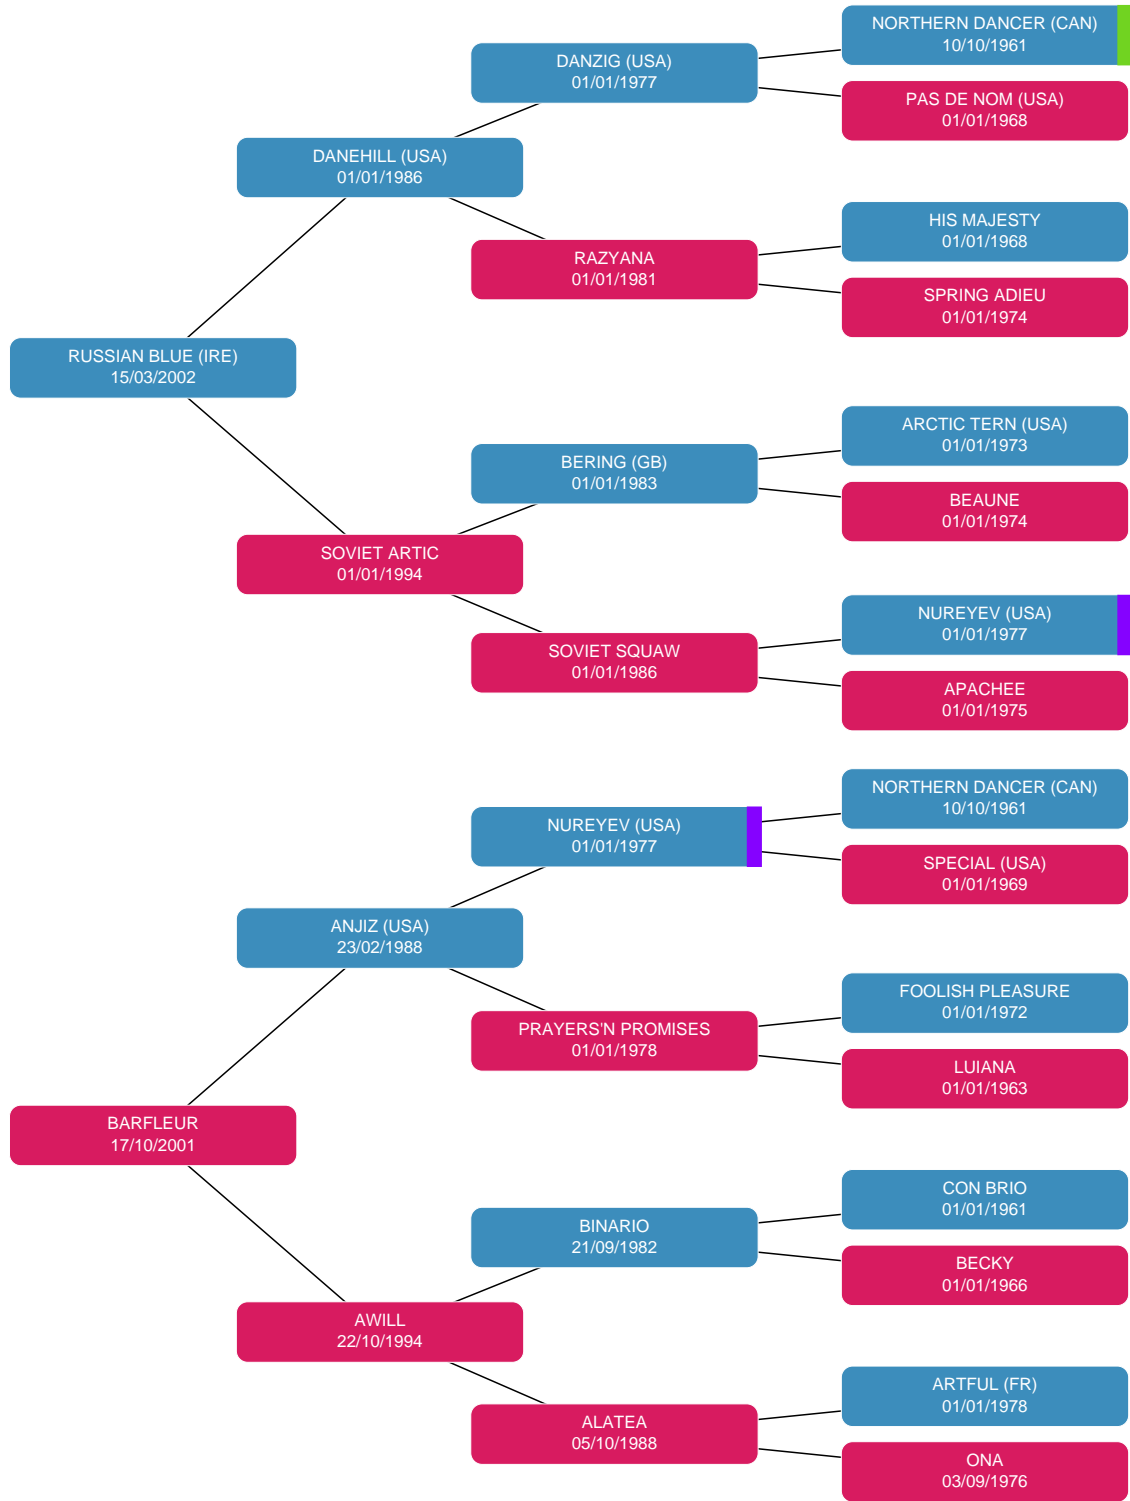 NORTHERN DANCER (CAN)
10/10/1961
DANZIG (USA)
01/01/1977
PAS DE NOM (USA)
01/01/1968
DANEHILL (USA)
01/01/1986
HIS MAJESTY
01/01/1968
RAZYANA
01/01/1981
SPRING ADIEU
01/01/1974
RUSSIAN BLUE (IRE)
15/03/2002
ARCTIC TERN (USA)
01/01/1973
BERING (GB)
01/01/1983
BEAUNE
01/01/1974
SOVIET ARTIC
01/01/1994
NUREYEV (USA)
01/01/1977
SOVIET SQUAW
01/01/1986
APACHEE
01/01/1975
NORTHERN DANCER (CAN)
10/10/1961
NUREYEV (USA)
01/01/1977
SPECIAL (USA)
01/01/1969
ANJIZ (USA)
23/02/1988
FOOLISH PLEASURE
01/01/1972
PRAYERS'N PROMISES
01/01/1978
LUIANA
01/01/1963
BARFLEUR
17/10/2001
CON BRIO
01/01/1961
BINARIO
21/09/1982
BECKY
01/01/1966
AWILL
22/10/1994
ARTFUL (FR)
01/01/1978
ALATEA
05/10/1988
ONA
03/09/1976